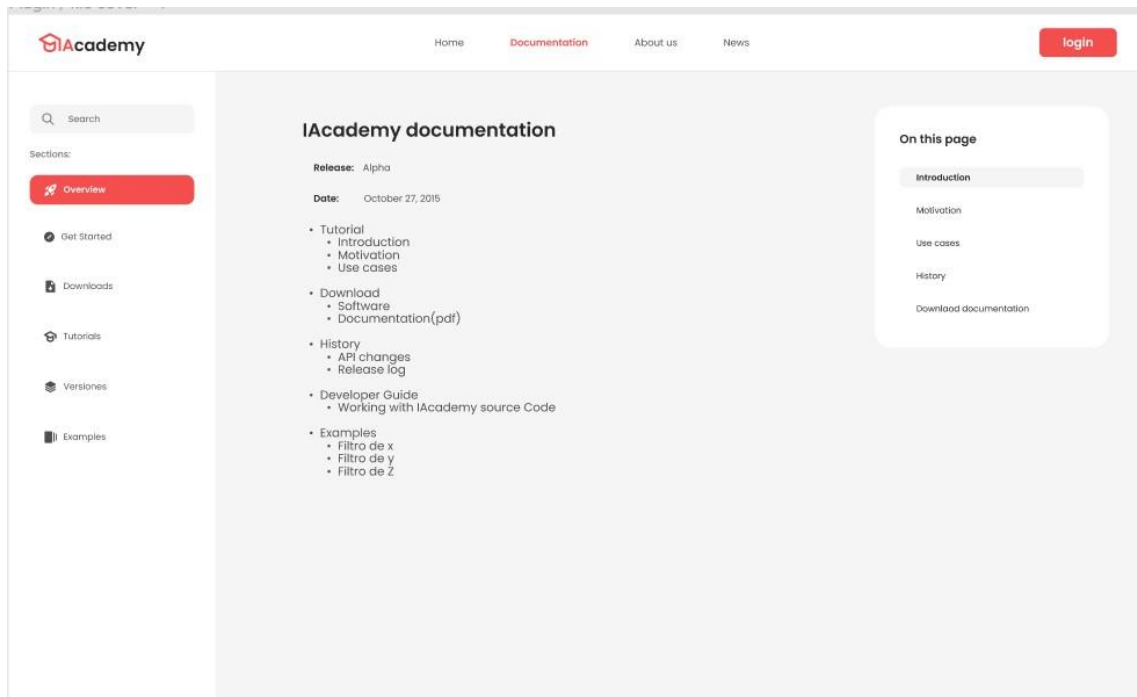 IAcademy
Home
Documentation
About us
News
login
Search
Sections:
Overview
Get Started
Downloads
Tutorials
Versiones
Examples
IAcademy documentation
Release: Alpha
Date: October 27, 2015
• Tutorial
• Introduction
• Motivation
• Use cases
• Download
• Software
• Documentation(pdf)
• History
• API changes
• Release log
• Developer Guide
• Working with IAcademy source Code
• Examples
• Filtro de x
• Filtro de y
• Filtro de Z
On this page
Introduction
Motivation
Use cases
History
Downlaod documentation